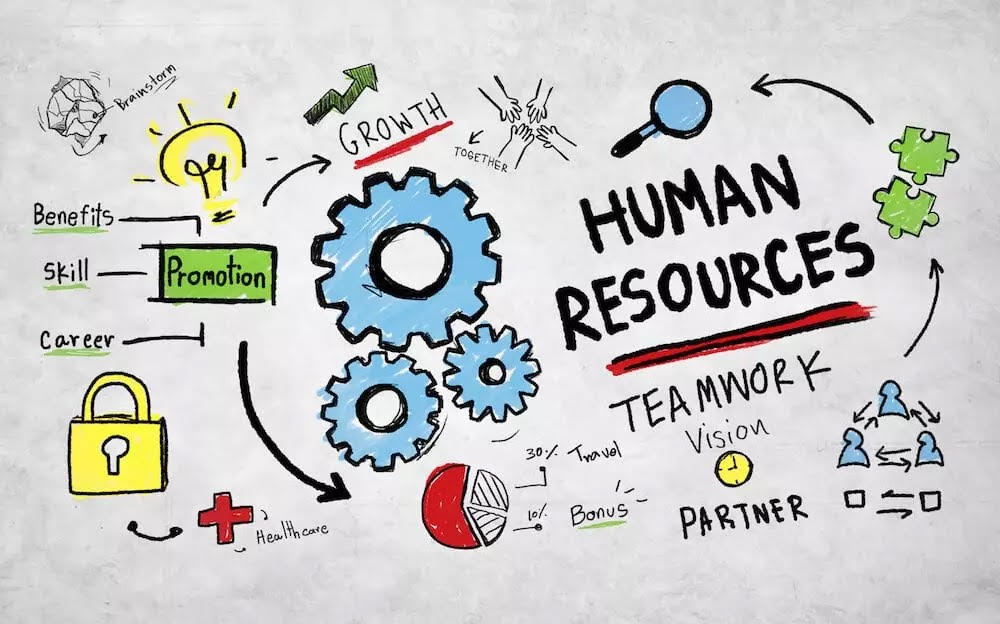 Brainstorm
GROWTH
TOGETHER
Benefits
Skill
Promotion
Career
HUMAN
RESOURCES
TEAMWORK
Vision
PARTNER
30% Travel
10% Bonus
Healthcare